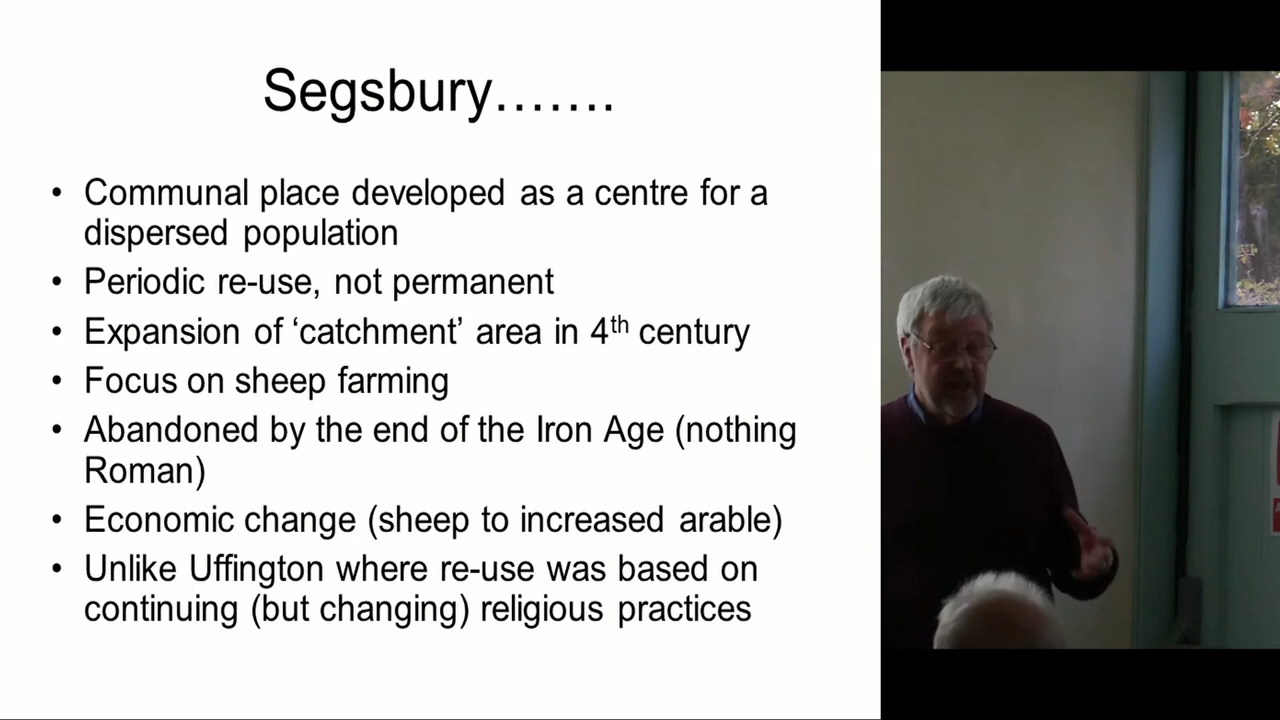 Segsbury…….
• Communal place developed as a centre for a
dispersed population
• Periodic re-use, not permanent
• Expansion of ‘catchment’ area in 4th century
• Focus on sheep farming
• Abandoned by the end of the Iron Age (nothing
Roman)
• Economic change (sheep to increased arable)
• Unlike Uffington where re-use was based on
continuing (but changing) religious practices